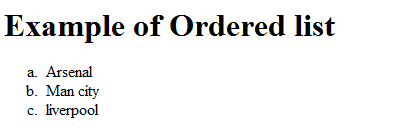 Example of Ordered list
a. Arsenal
b. Man city
c. liverpool